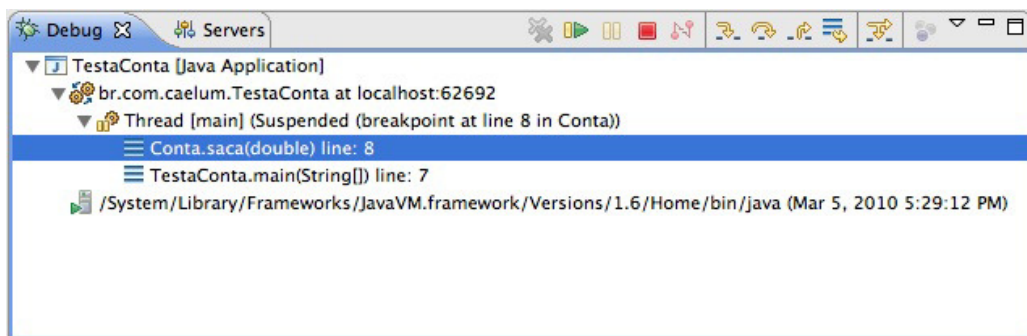 Debug Servers
TestaConta [Java Application]
br.com.caelum.TestaConta at localhost:62692
Thread [main] (Suspended (breakpoint at line 8 in Conta))
Conta.saca(double) line: 8
TestaConta.main(String[]) line: 7
/System/Library/Frameworks/JavaVM.framework/Versions/1.6/Home/bin/java (Mar 5, 2010 5:29:12 PM)